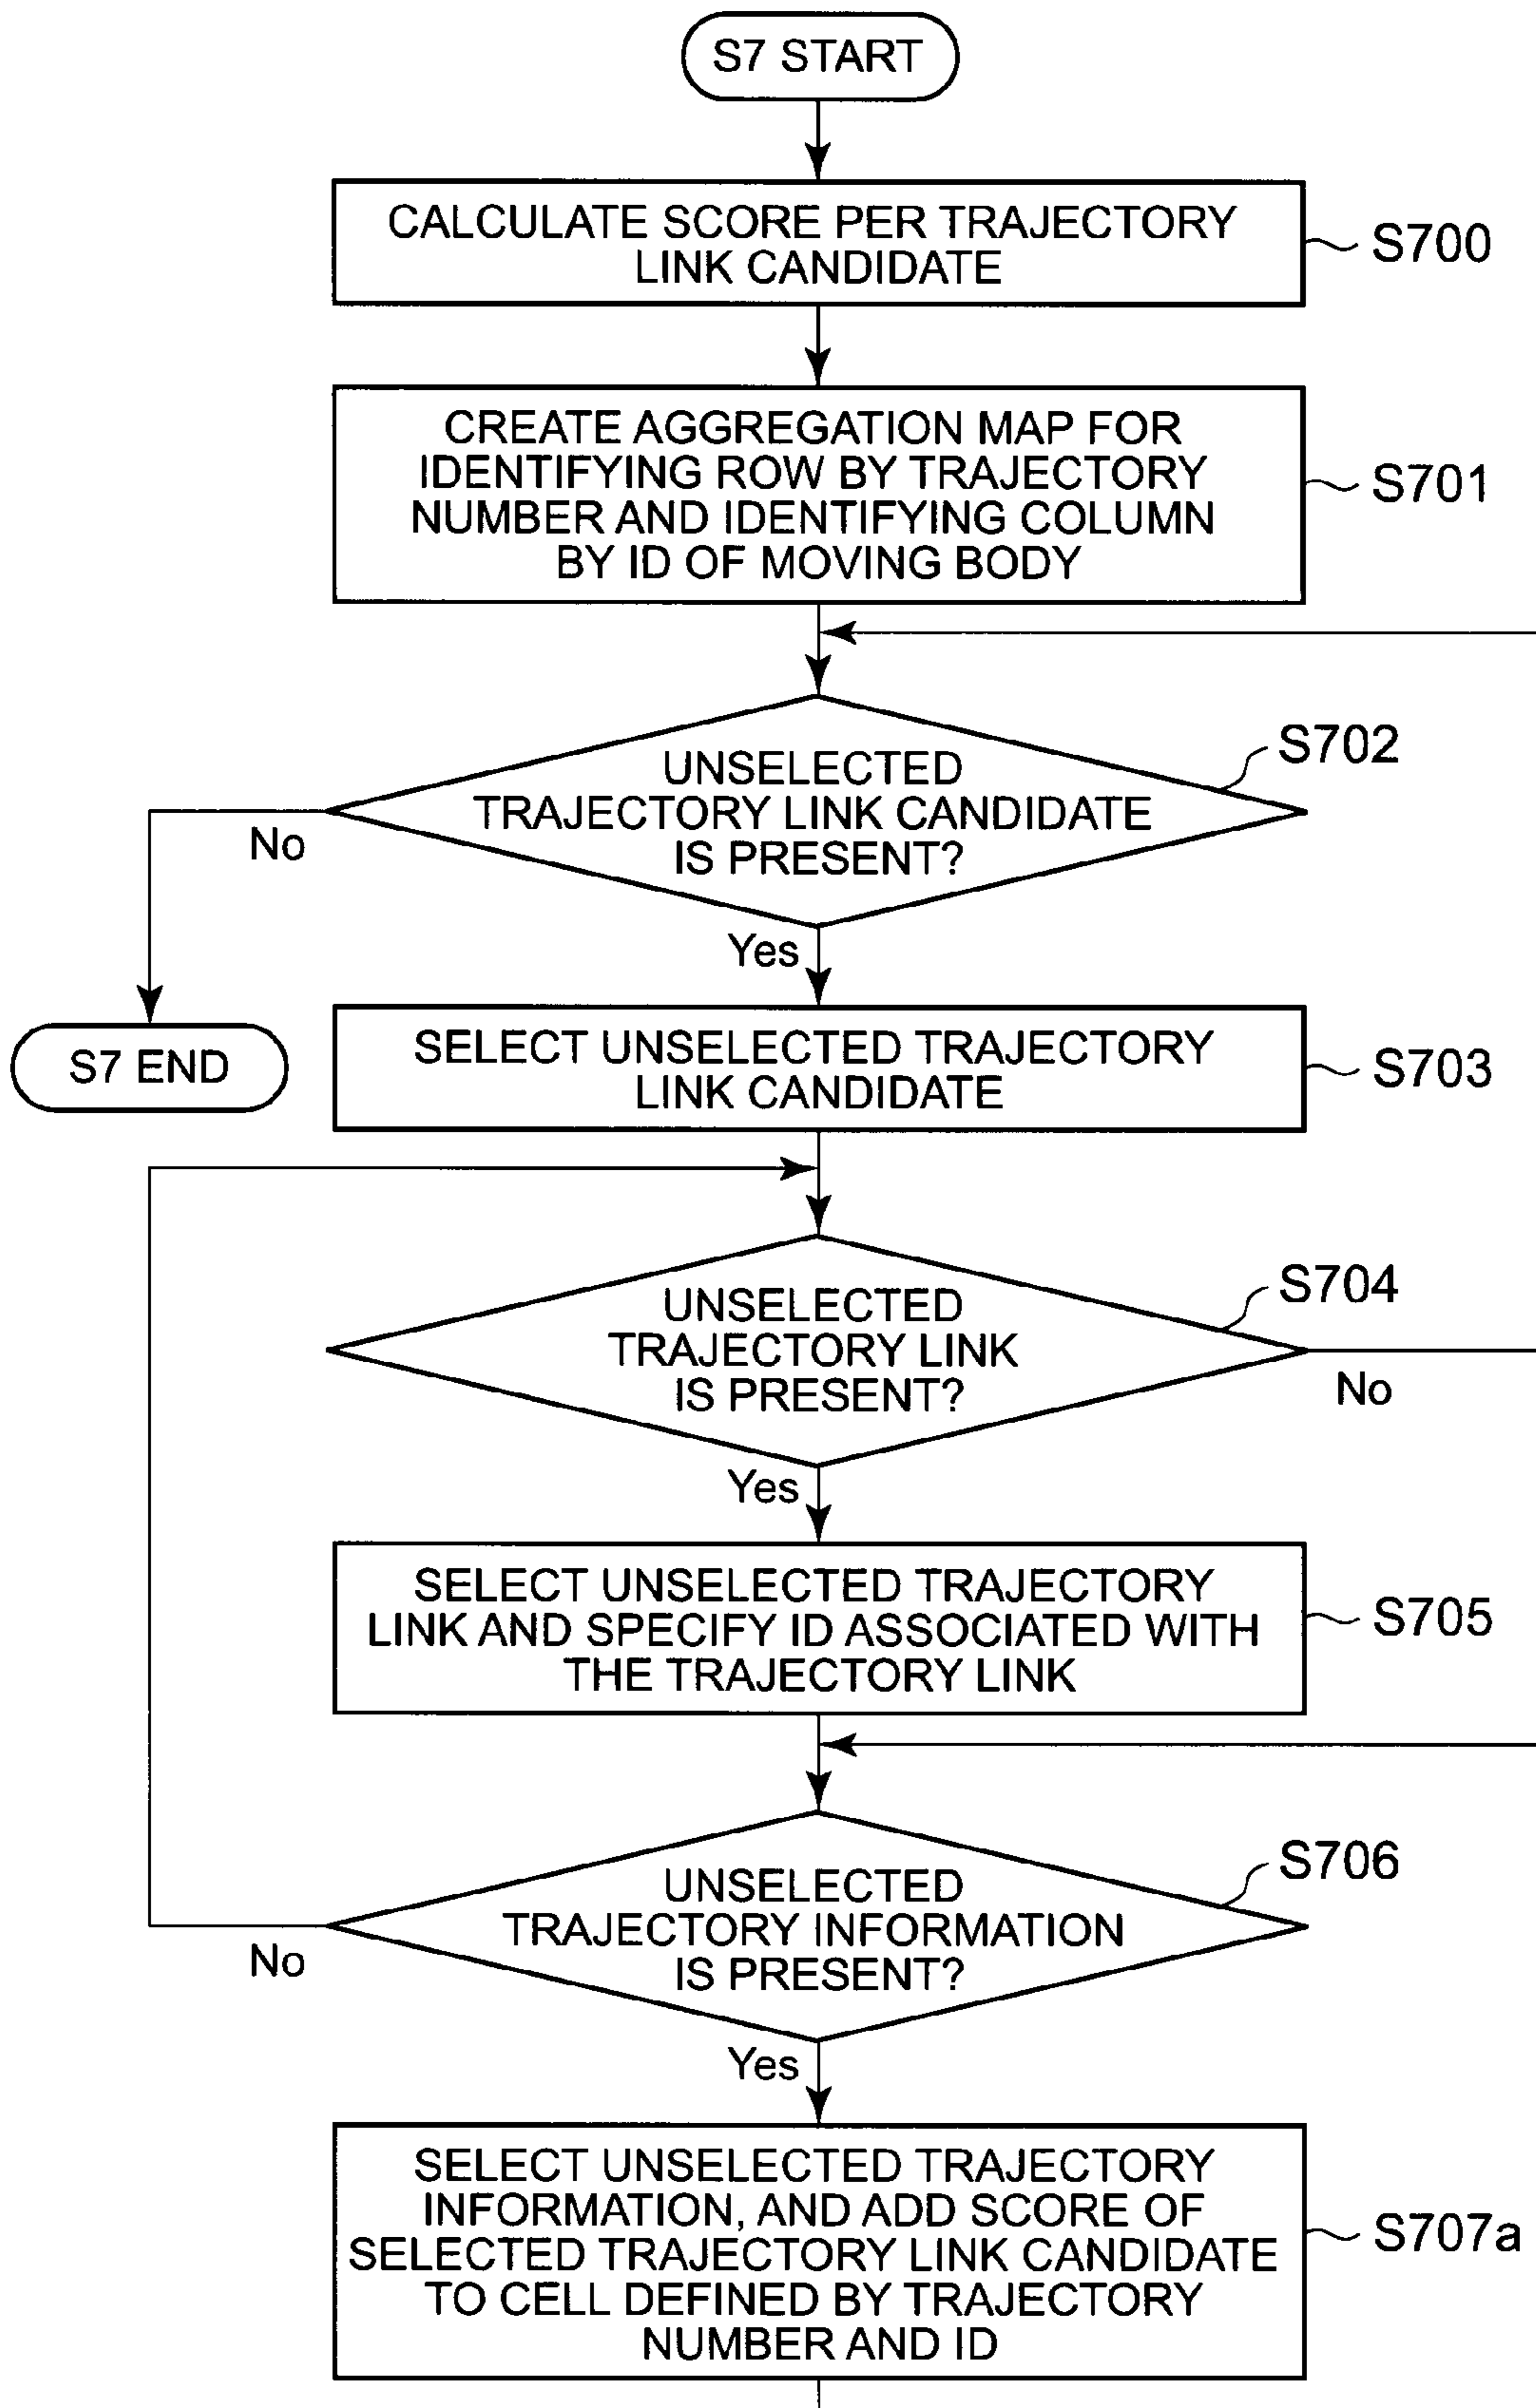 S7 START
CALCULATE SCORE PER TRAJECTORY
LINK CANDIDATE
S700
CREATE AGGREGATION MAP FOR
IDENTIFYING ROW BY TRAJECTORY
NUMBER AND IDENTIFYING COLUMN
BY ID OF MOVING BODY
S701
S702
UNSELECTED
TRAJECTORY LINK CANDIDATE
IS PRESENT?
No
Yes
S7 END
SELECT UNSELECTED TRAJECTORY
LINK CANDIDATE
S703
S704
UNSELECTED
TRAJECTORY LINK
IS PRESENT?
No
Yes
SELECT UNSELECTED TRAJECTORY
LINK AND SPECIFY ID ASSOCIATED WITH
THE TRAJECTORY LINK
S705
S706
UNSELECTED
TRAJECTORY INFORMATION
IS PRESENT?
No
Yes
SELECT UNSELECTED TRAJECTORY
INFORMATION, AND ADD SCORE OF
SELECTED TRAJECTORY LINK CANDIDATE
TO CELL DEFINED BY TRAJECTORY
NUMBER AND ID
S707a